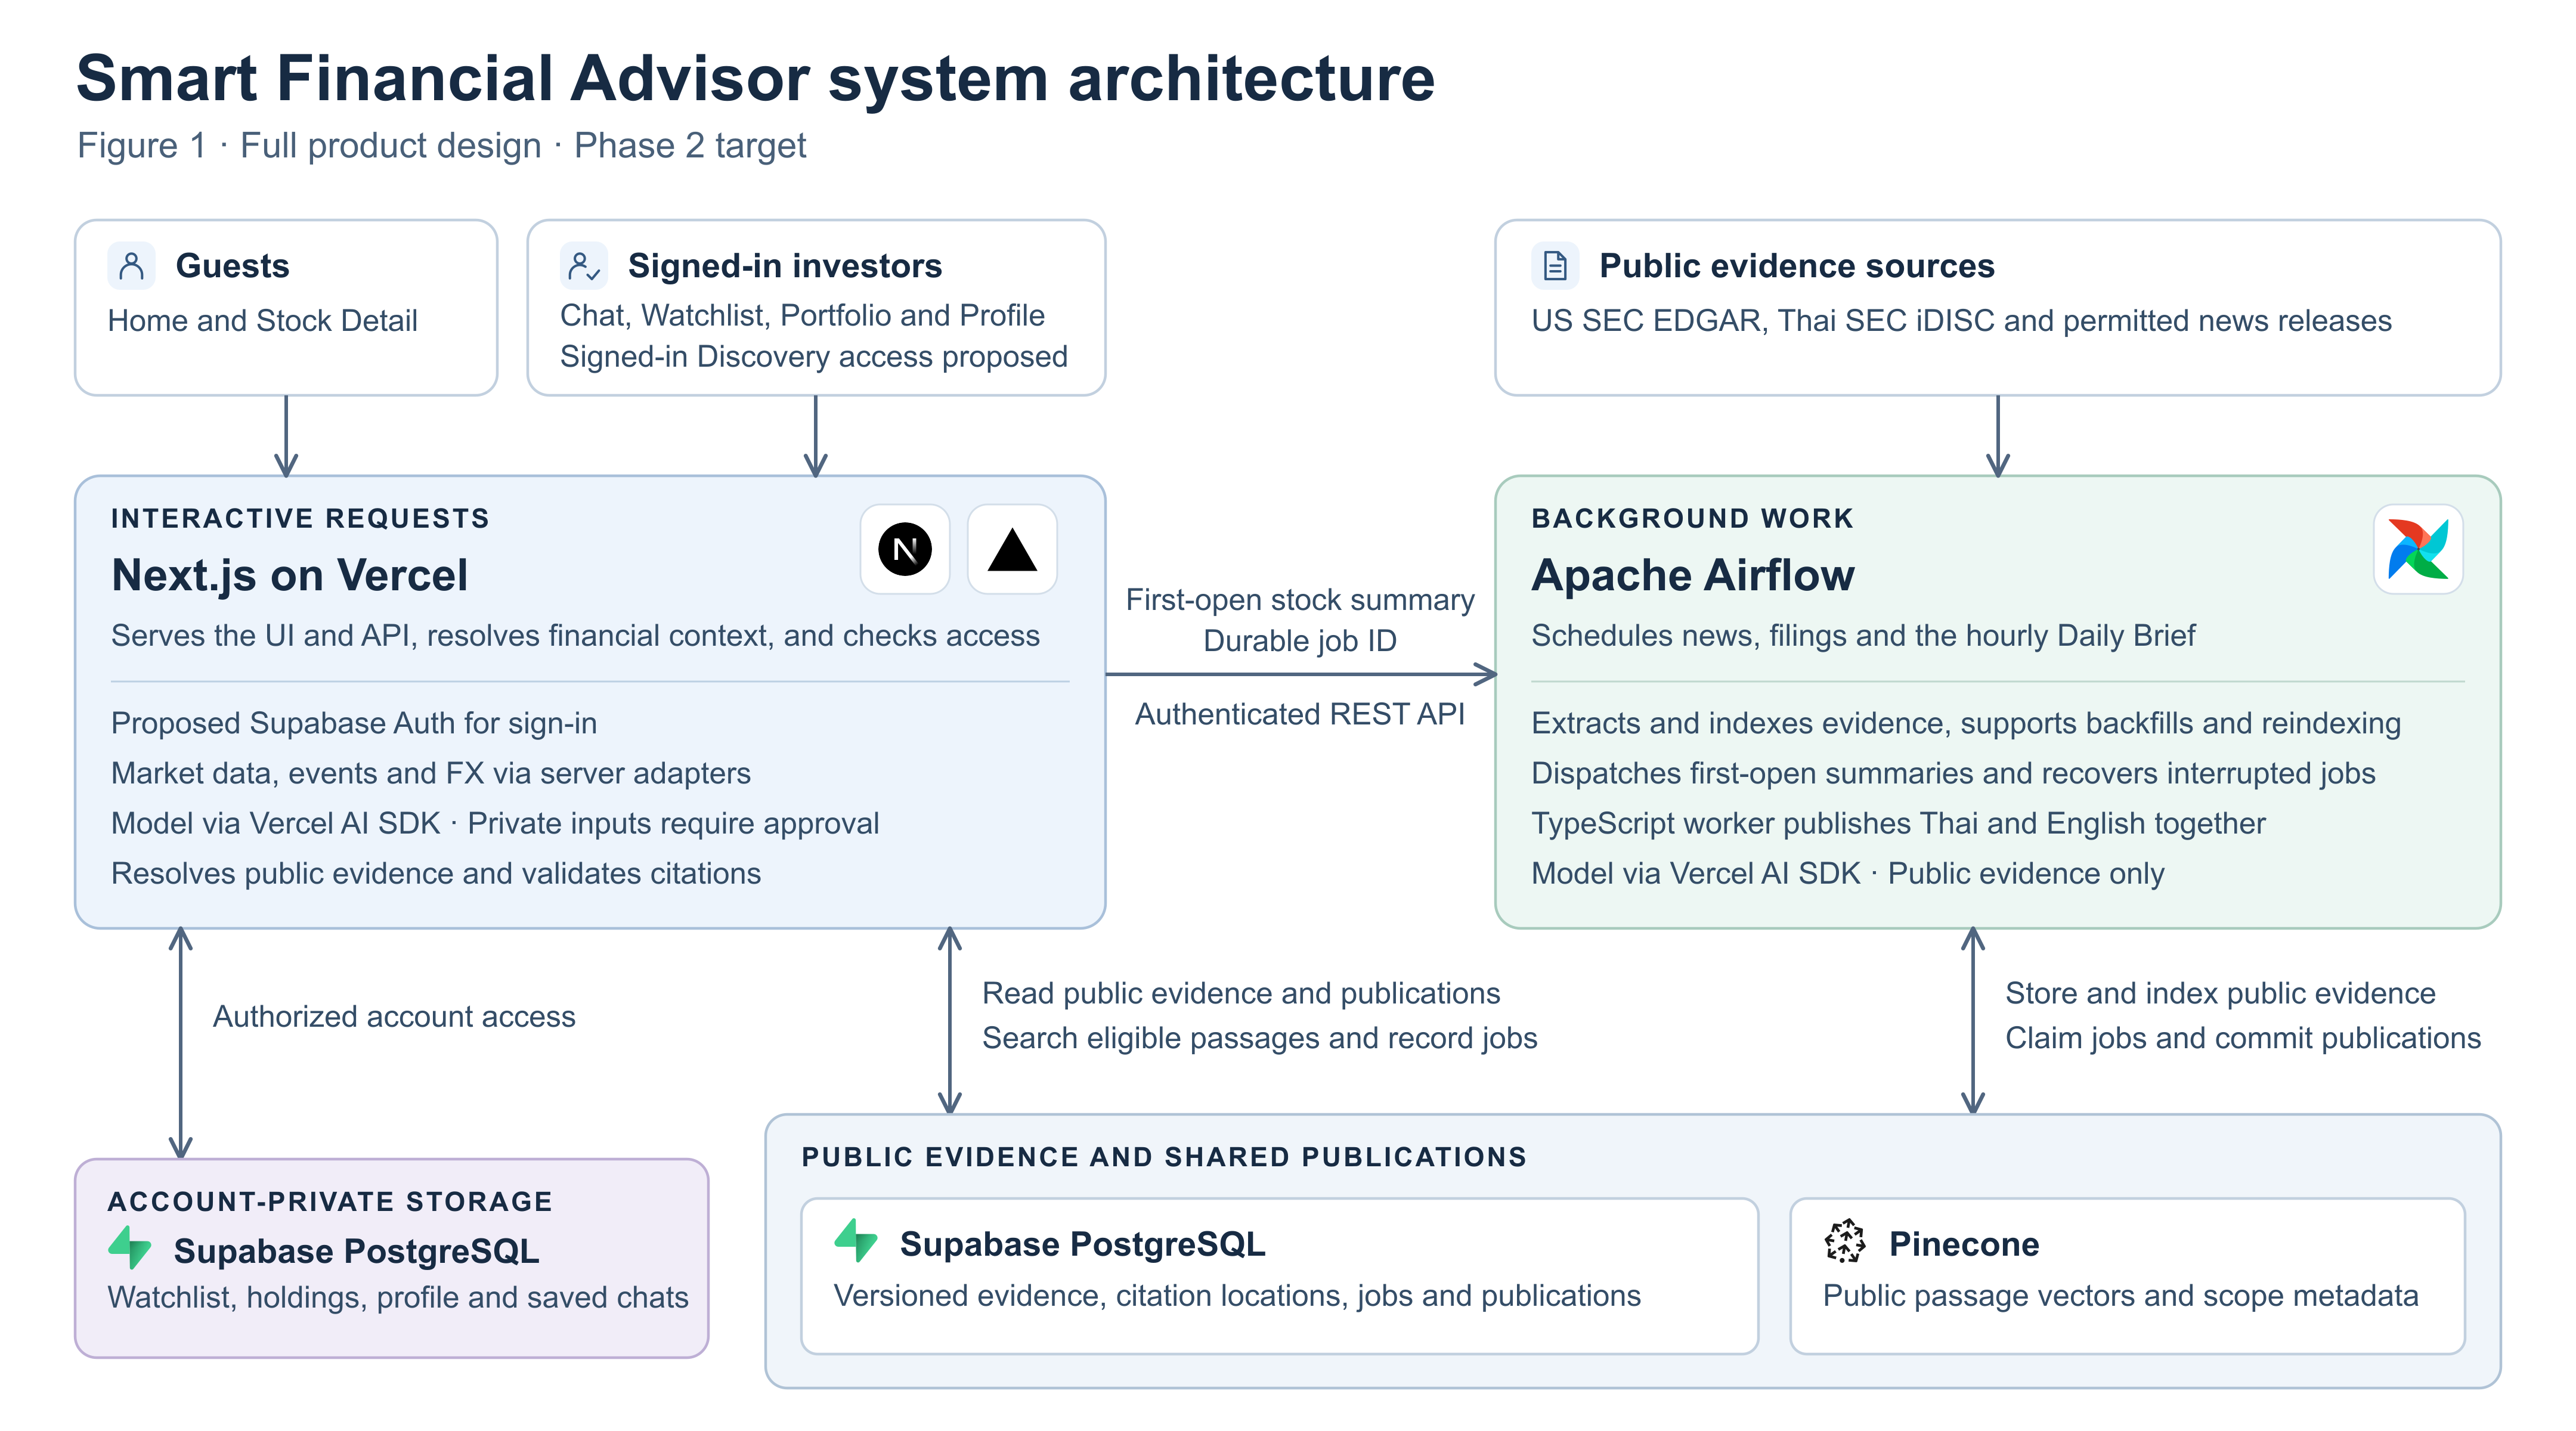 Smart Financial Advisor system architecture
Figure 1 · Full product design · Phase 2 target
Guests
Home and Stock Detail
Signed-in investors
Chat, Watchlist, Portfolio and Profile
Signed-in Discovery access proposed
Public evidence sources
US SEC EDGAR, Thai SEC iDISC and permitted news releases
INTERACTIVE REQUESTS
Next.js on Vercel
Serves the UI and API, resolves financial context, and checks access
Proposed Supabase Auth for sign-in
Market data, events and FX via server adapters
Model via Vercel AI SDK · Private inputs require approval
Resolves public evidence and validates citations
N
First-open stock summary
Durable job ID
Authenticated REST API
BACKGROUND WORK
Apache Airflow
Schedules news, filings and the hourly Daily Brief
Extracts and indexes evidence, supports backfills and reindexing
Dispatches first-open summaries and recovers interrupted jobs
TypeScript worker publishes Thai and English together
Model via Vercel AI SDK · Public evidence only
Authorized account access
Read public evidence and publications
Search eligible passages and record jobs
Store and index public evidence
Claim jobs and commit publications
ACCOUNT-PRIVATE STORAGE
Supabase PostgreSQL
Watchlist, holdings, profile and saved chats
PUBLIC EVIDENCE AND SHARED PUBLICATIONS
Supabase PostgreSQL
Versioned evidence, citation locations, jobs and publications
Pinecone
Public passage vectors and scope metadata